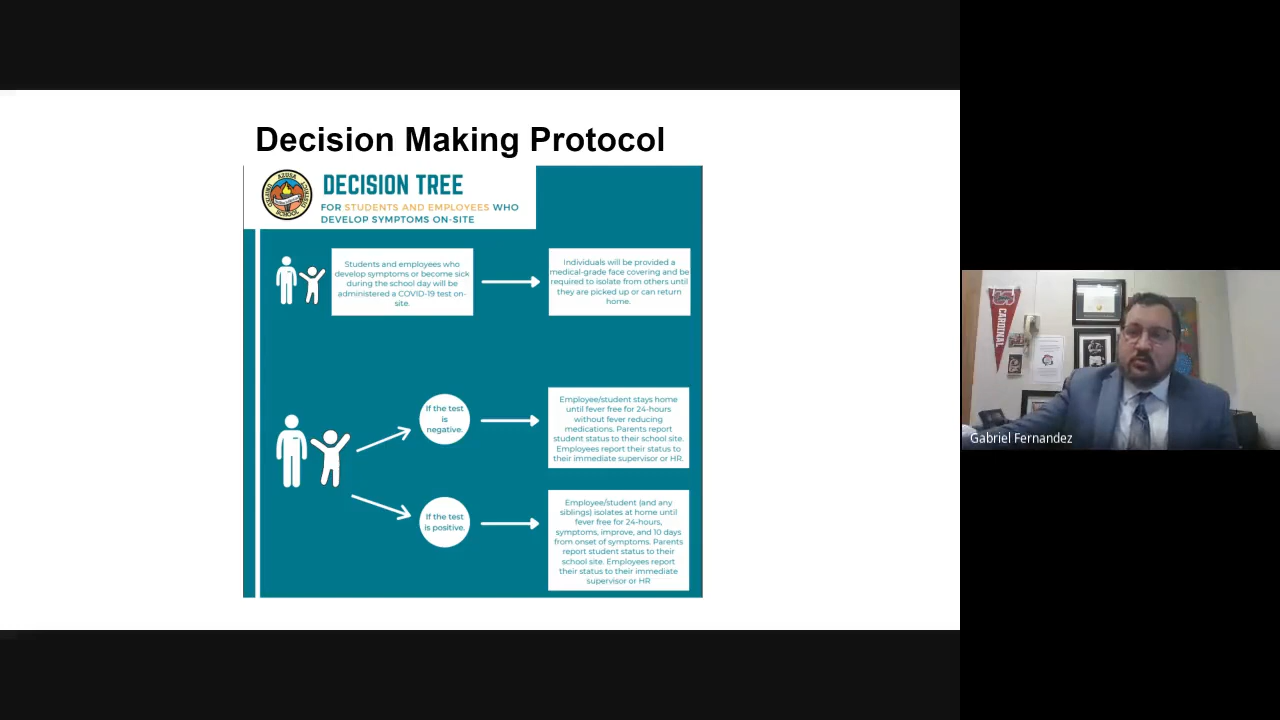 Decision Making Protocol
AZUSA
UNIFIED
SCHOOL
DISTRICT
DECISION TREE
FOR STUDENTS AND EMPLOYEES WHO
DEVELOP SYMPTOMS ON-SITE
Students and employees who
develop symptoms or become sick
during the school day will be
administered a COVID-19 test on-
site.
Individuals will be provided a
medical-grade face covering and be
required to isolate from others until
they are picked up or can return
home.
If the test
is
negative.
Employee/student stays home
until fever free for 24-hours
without fever reducing
medications. Parents report
student status to their school site.
Employees report their status to
their immediate supervisor or HR.
If the test
is positive.
Employee/student (and any
siblings) isolates at home until
fever free for 24-hours,
symptoms, improve, and 10 days
from onset of symptoms. Parents
report student status to their
school site. Employees report
their status to their immediate
supervisor or HR
CARDINAL
Gabriel Fernandez